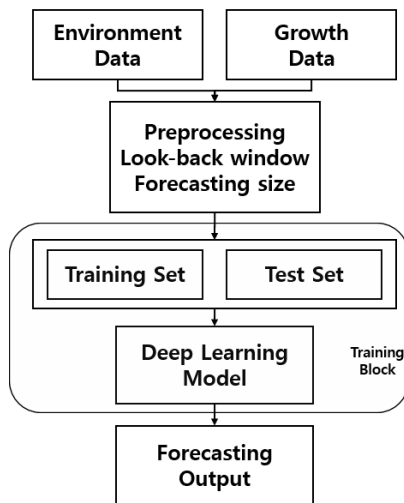 Environment
Data
Growth
Data
Preprocessing
Look-back window
Forecasting size
Training Set
Test Set
Deep Learning
Model
Training
Block
Forecasting
Output